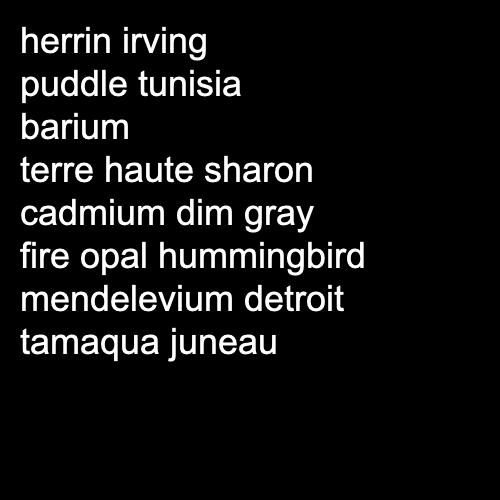 herrin irving
puddle tunisia
barium
terre haute sharon
cadmium dim gray
fire opal hummingbird
mendelevium detroit
tamaqua juneau